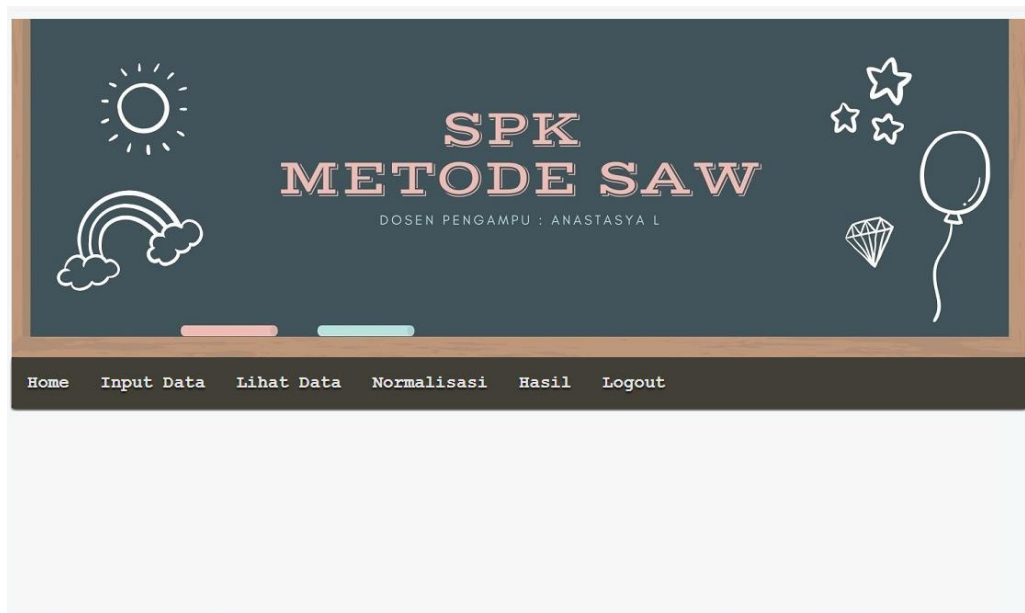 SPK
METODE SAW
DOSEN PENGAMPU : ANASTASYA L
Home Input Data Lihat Data Normalisasi Hasil Logout